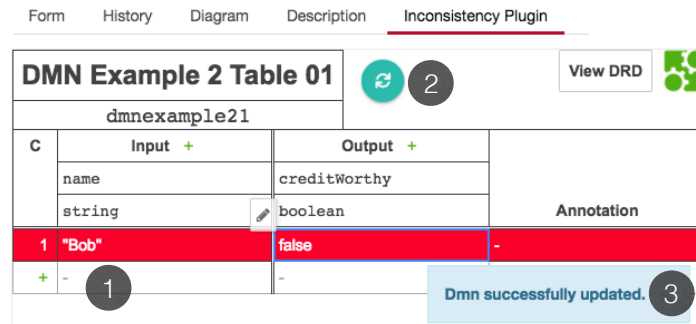 Form History Diagram Description Inconsistency Plugin
DMN Example 2 Table 01
2
View DRD
dmnexample21
C Input + Output +
name creditWorthy
string boolean Annotation
1 "Bob" false -
+ - -
1
Dmn successfully updated. 3